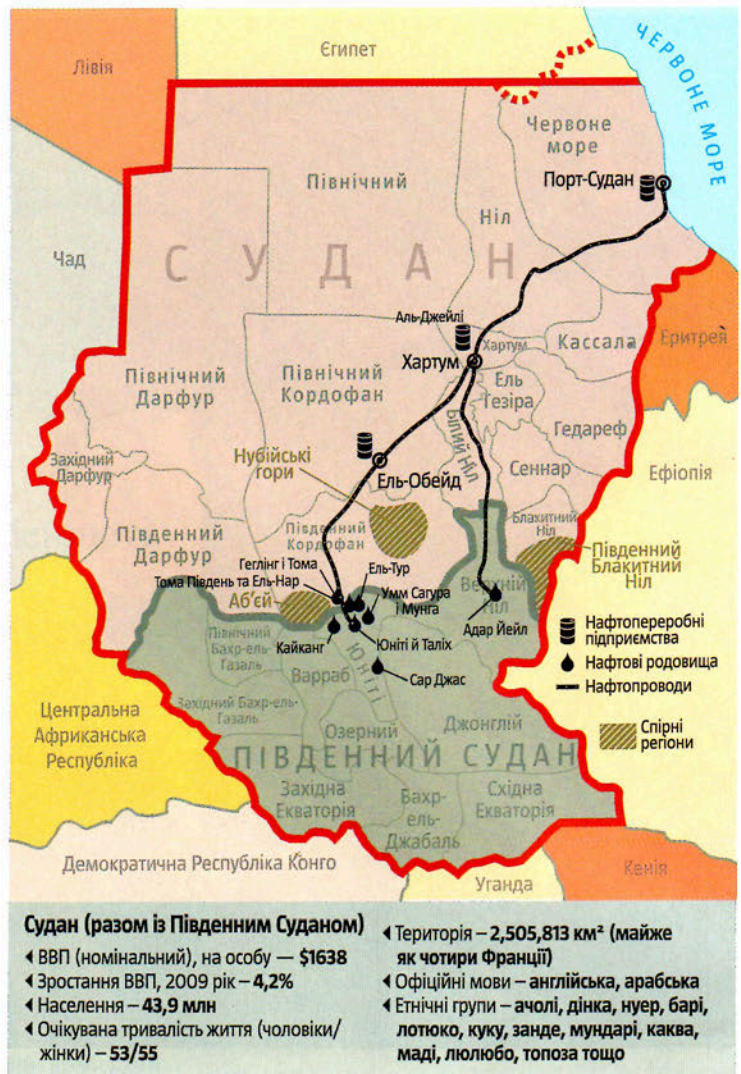 Єгипет
Лівія
ЧЕРВОНЕ МОРЕ
Червоне
море
Порт-Судан
Північний
Ніл
Чад
СУДАН
Аль-Джейлі
Хартум
Хартум
Кассала
Еритрея
Північний
Дарфур
Північний
Кордофан
Ель
Гезіра
Гедареф
Білий Ніл
Нубійські
гори
Західний
Дарфур
Ель-Обейд
Сеннар
Ефіопія
Південний
Дарфур
Південний
Кордофан
Блакитний
Ніл
Південний
Блакитний
Ніл
Геглінг і Тома
Тома Південь та Ель-Нар
Ель-Тур
Верхній
Ніл
Аб'єй
Умм Сагура
і Мунга
Адар Йейл
Нафтопереробні
підприємства
Північний
Бахр-ель-
Газаль
Кайканг
Юніті й Таліх
Нафтові родовища
Варраб
Юніті
Сар Джас
Нафтопроводи
Західний Бахр-ель-
Газаль
Центральна
Африканська
Республіка
Озерний
Джонглій
Спірні
регіони
ПІВДЕННИЙ СУДАН
Західна
Екваторія
Бахр-
ель-
Джабаль
Східна
Екваторія
Демократична Республіка Конго
Уганда
Кенія
Судан (разом із Південним Суданом)
ВВП (номінальний), на особу — $1638
Зростання ВВП, 2009 рік – 4,2%
Населення – 43,9 млн
Очікувана тривалість життя (чоловіки/
жінки) – 53/55
Територія – 2,505,813 км² (майже
як чотири Франції)
Офіційні мови – англійська, арабська
Етнічні групи – ачолі, дінка, нуер, барі,
лотюко, куку, занде, мундарі, каква,
маді, люлюбо, топоза тощо